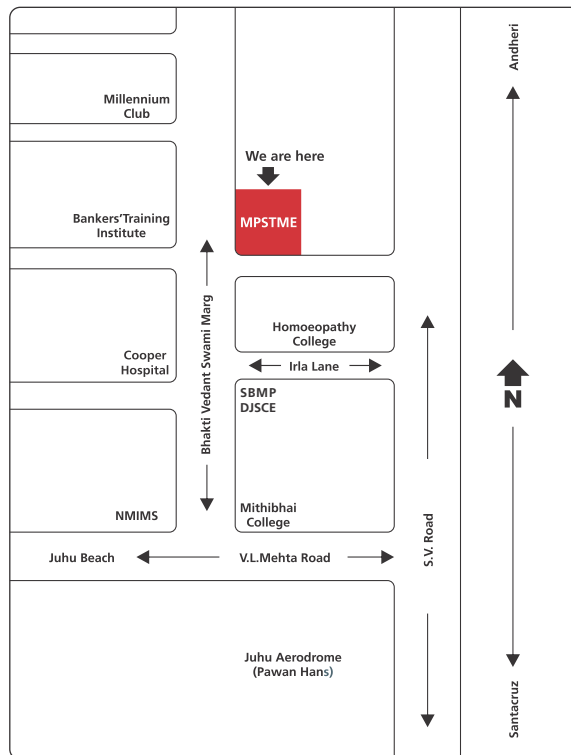 Andheri
Millennium
Club
We are here
MPSTME
Bankers'Training
Institute
Bhakti Vedant Swami Marg
Homoeopathy
College
Cooper
Hospital
Irla Lane
N
SBMP
DJSCE
NMIMS
Mithibhai
College
S.V. Road
Juhu Beach
V.L.Mehta Road
Juhu Aerodrome
(Pawan Hans)
Santacruz